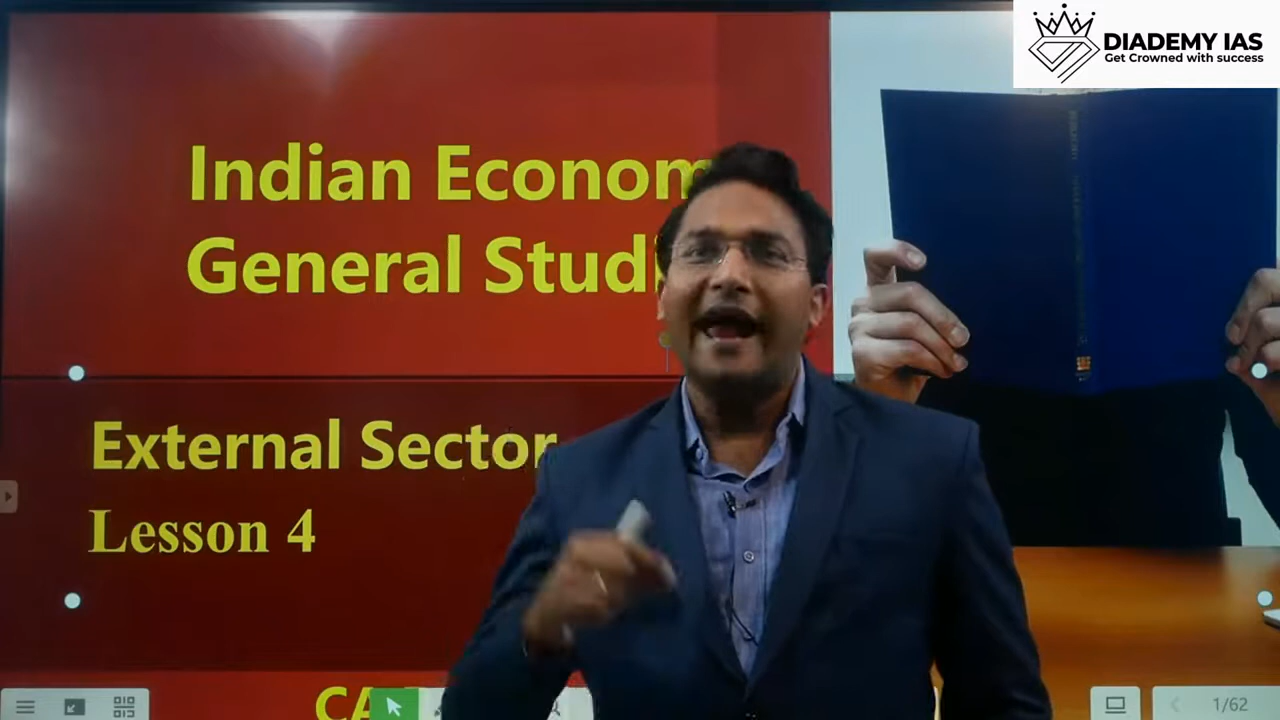 DIADEMY IAS
Get Crowned with success
Indian Econom
General Studi
External Sector
Lesson 4
CA
1/62